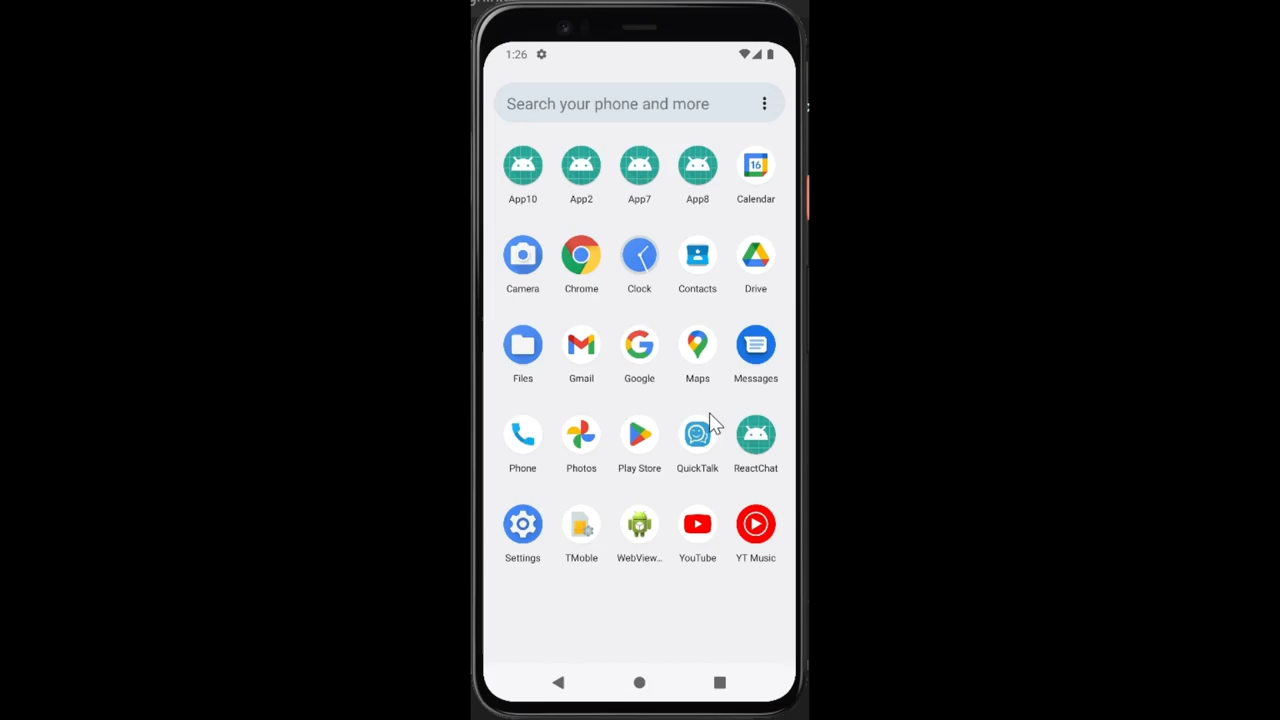 1:26
Search your phone and more
16
App10 App2 App7 App8 Calendar
Camera Chrome Clock Contacts Drive
Files Gmail Google Maps Messages
Phone Photos Play Store QuickTalk ReactChat
Settings TMoble WebView... YouTube YT Music